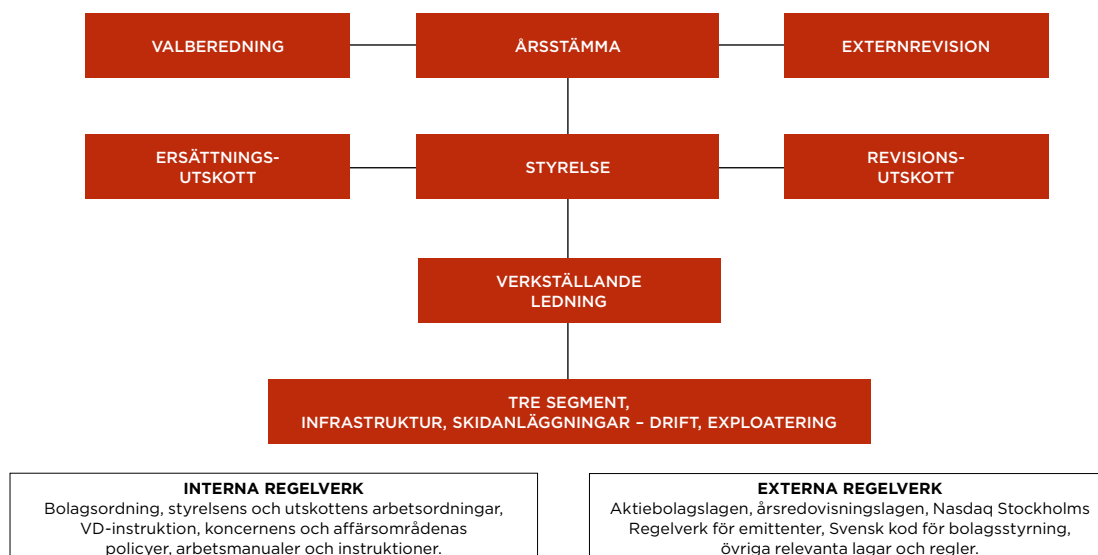 VALBEREDNING
ÅRSSTÄMMA
EXTERNREVISION
ERSÄTTNINGS-
UTSKOTT
STYRELSE
REVISIONS-
UTSKOTT
VERKSTÄLLANDE
LEDNING
TRE SEGMENT,
INFRASTRUKTUR, SKIDANLÄGGNINGAR – DRIFT, EXPLOATERING
INTERNA REGELVERK
Bolagsordning, styrelsens och utskottens arbetsordningar,
VD-instruktion, koncernens och affärsområdenas
policyer, arbetsmanualer och instruktioner.
EXTERNA REGELVERK
Aktiebolagslagen, årsredovisningslagen, Nasdaq Stockholms
Regelverk för emittenter, Svensk kod för bolagsstyrning,
övriga relevanta lagar och regler.